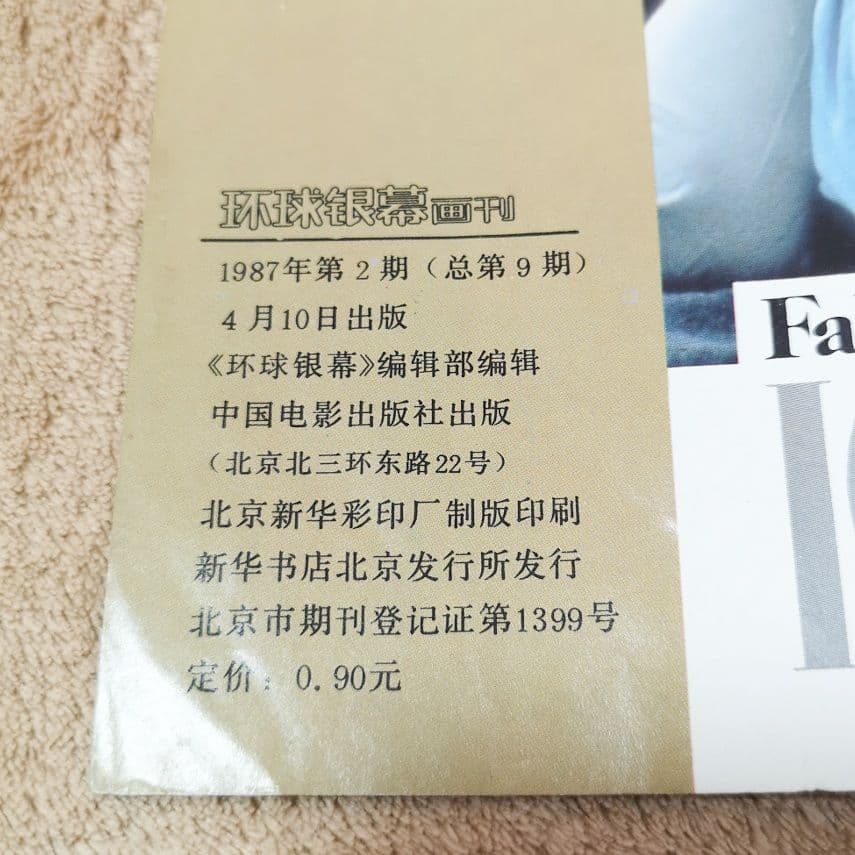 环球银幕画刊
1987年第2期（总第9期）
4月10日出版
《环球银幕》编辑部编辑
中国电影出版社出版
（北京北三环东路22号）
北京新华彩印厂制版印刷
新华书店北京发行所发行
北京市期刊登记证第1399号
定价：0.90元
Fa